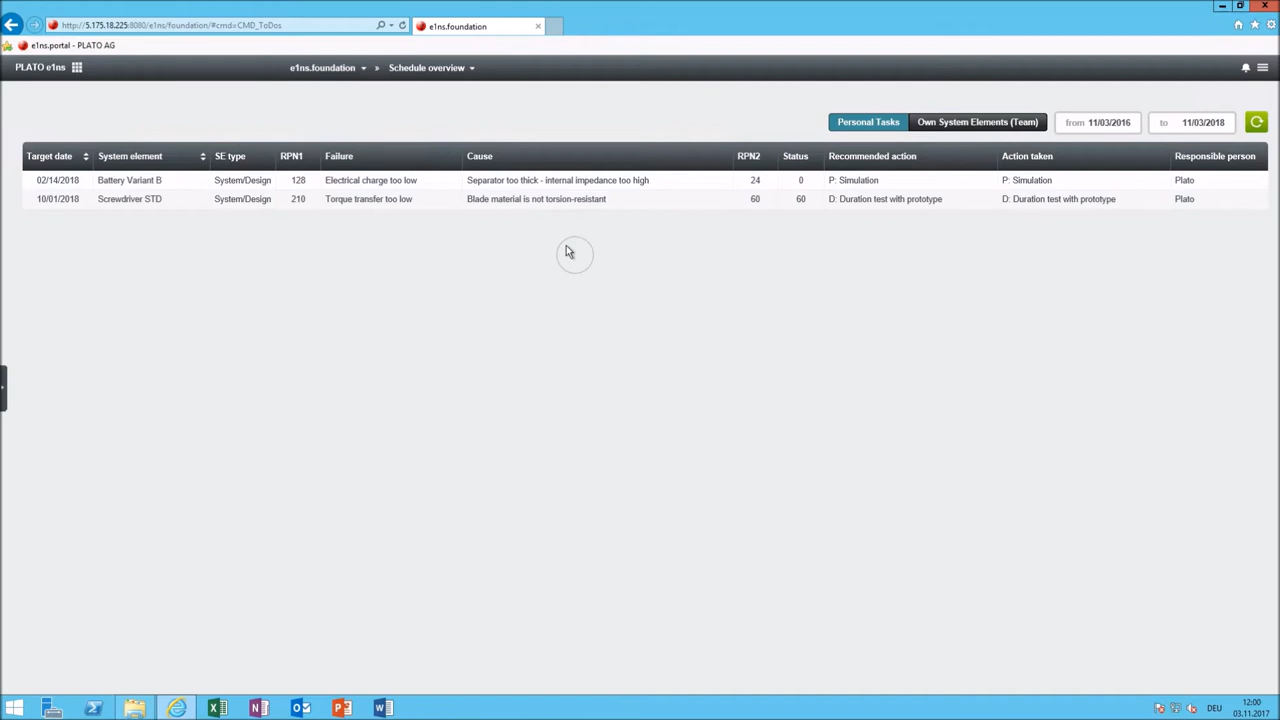 http://5.175.18.225:8080/e1ns/foundation/#cmd=CMD_ToDos
e1ns.foundation
e1ns.portal - PLATO AG
PLATO e1ns
e1ns.foundation » Schedule overview
Personal Tasks Own System Elements (Team) from 11/03/2016 to 11/03/2018
Target date System element SE type RPN1 Failure Cause RPN2 Status Recommended action Action taken Responsible person
02/14/2018 Battery Variant B System/Design 128 Electrical charge too low Separator too thick - internal impedance too high 24 0 P: Simulation P: Simulation Plato
10/01/2018 Screwdriver STD System/Design 210 Torque transfer too low Blade material is not torsion-resistant 60 60 D: Duration test with prototype D: Duration test with prototype Plato
DEU
12:00
03.11.2017